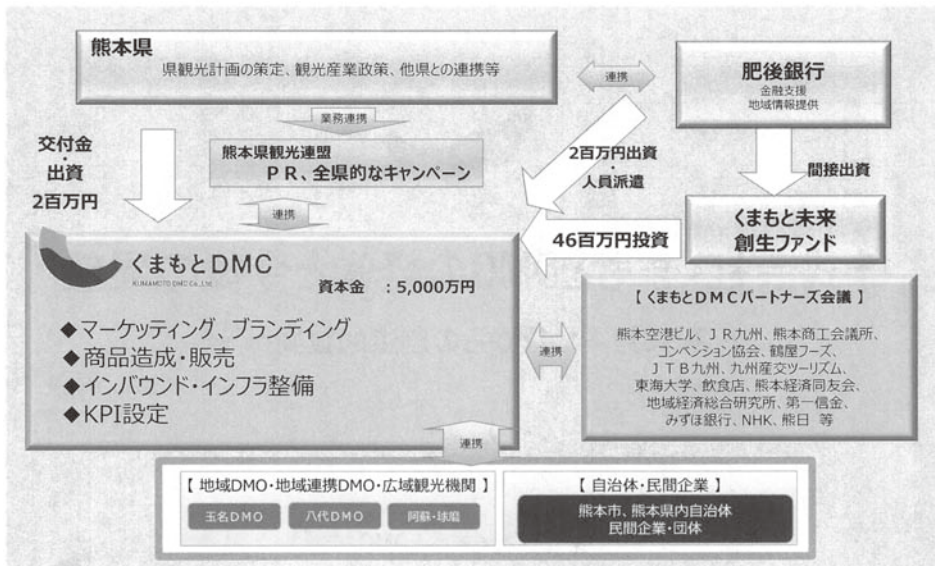 熊本県
県観光計画の策定、観光産業政策、他県との連携等
連携
肥後銀行
金融支援
地域情報提供
業務連携
交付金
・
出資
2百万円
熊本県観光連盟
PR、全県的なキャンペーン
2百万円出資
・
人員派遣
間接出資
連携
46百万円投資
くまもと未来
創生ファンド
くまもとDMC
KUMAMOTO DMC Co.,Ltd
資本金 : 5,000万円
◆マーケッティング、ブランディング
◆商品造成・販売
◆インバウンド・インフラ整備
◆KPI設定
連携
【 くまもとDMCパートナーズ会議 】
熊本空港ビル、JR九州、熊本商工会議所、
コンベンション協会、鶴屋フーズ、
JTB九州、九州産交ツーリズム、
東海大学、飲食店、熊本経済同友会、
地域経済総合研究所、第一信金、
みずほ銀行、NHK、熊日 等
連携
【 地域DMO・地域連携DMO・広域観光機関 】
玉名DMO
八代DMO
阿蘇・球磨
【 自治体・民間企業 】
熊本市、熊本県内自治体
民間企業・団体